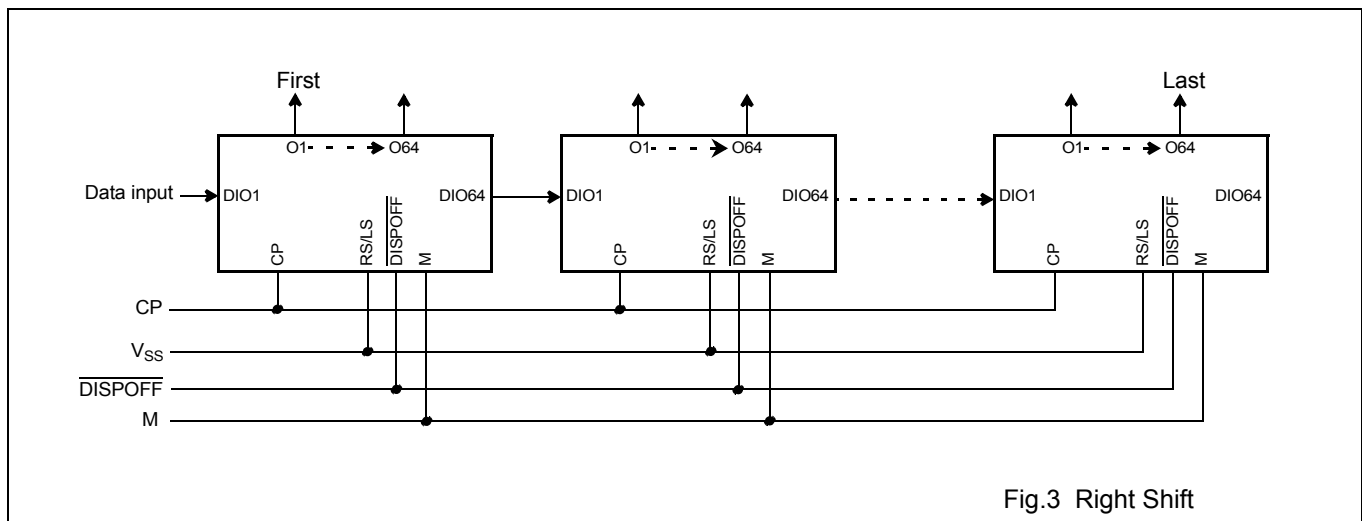 First
Last
O1 O64
O1 O64
O1 O64
Data input
DIO1
DIO64
DIO1
DIO64
DIO1
DIO64
CP
RS/LS
DISPOFF
M
CP
RS/LS
DISPOFF
M
CP
RS/LS
DISPOFF
M
CP
VSS
DISPOFF
M
Fig.3 Right Shift